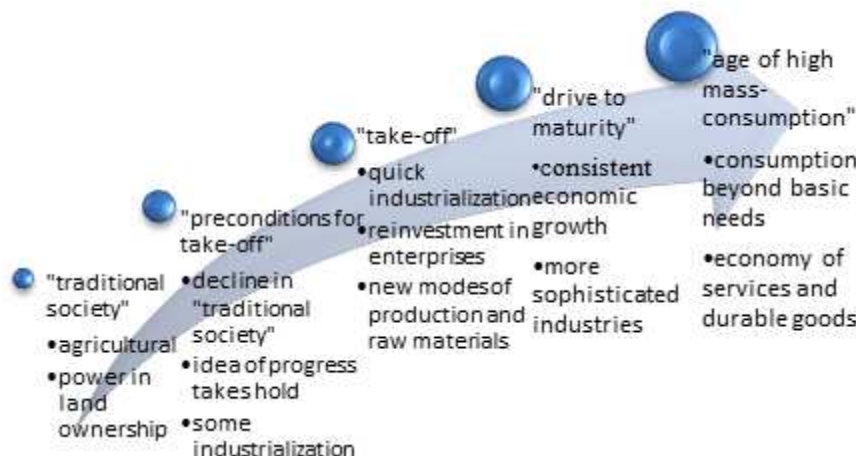 "traditional
society"
•agricultural
•power in
land
ownership
"preconditions for
take-off"
•decline in
"traditional
society"
•idea of progress
takes hold
•some
industrialization
"take-off"
•quick
industrialization
•reinvestment in
enterprises
•new modes of
production and
raw materials
"drive to
maturity"
•consistent
economic
growth
•more
sophisticated
industries
"age of high
mass-
consumption"
•consumption
beyond basic
needs
•economy of
services and
durable goods